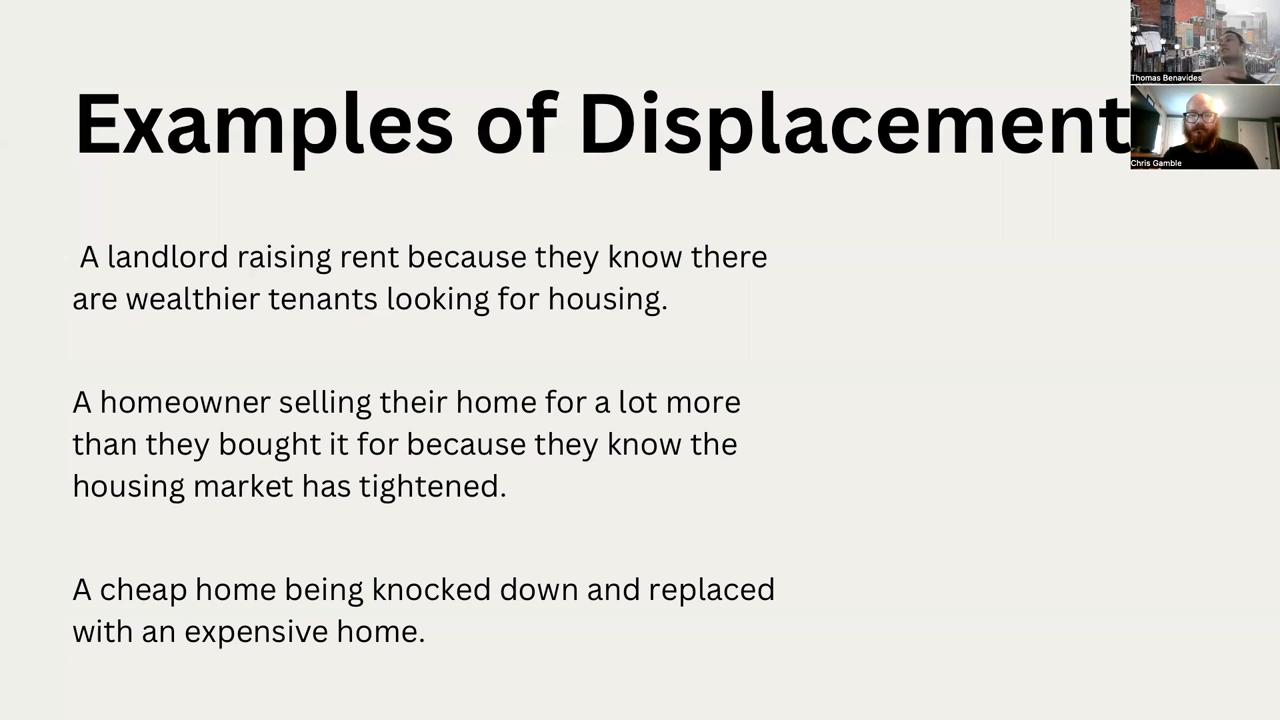 Examples of Displacement
Thomas Benavides
Chris Gamble
A landlord raising rent because they know there
are wealthier tenants looking for housing.
A homeowner selling their home for a lot more
than they bought it for because they know the
housing market has tightened.
A cheap home being knocked down and replaced
with an expensive home.